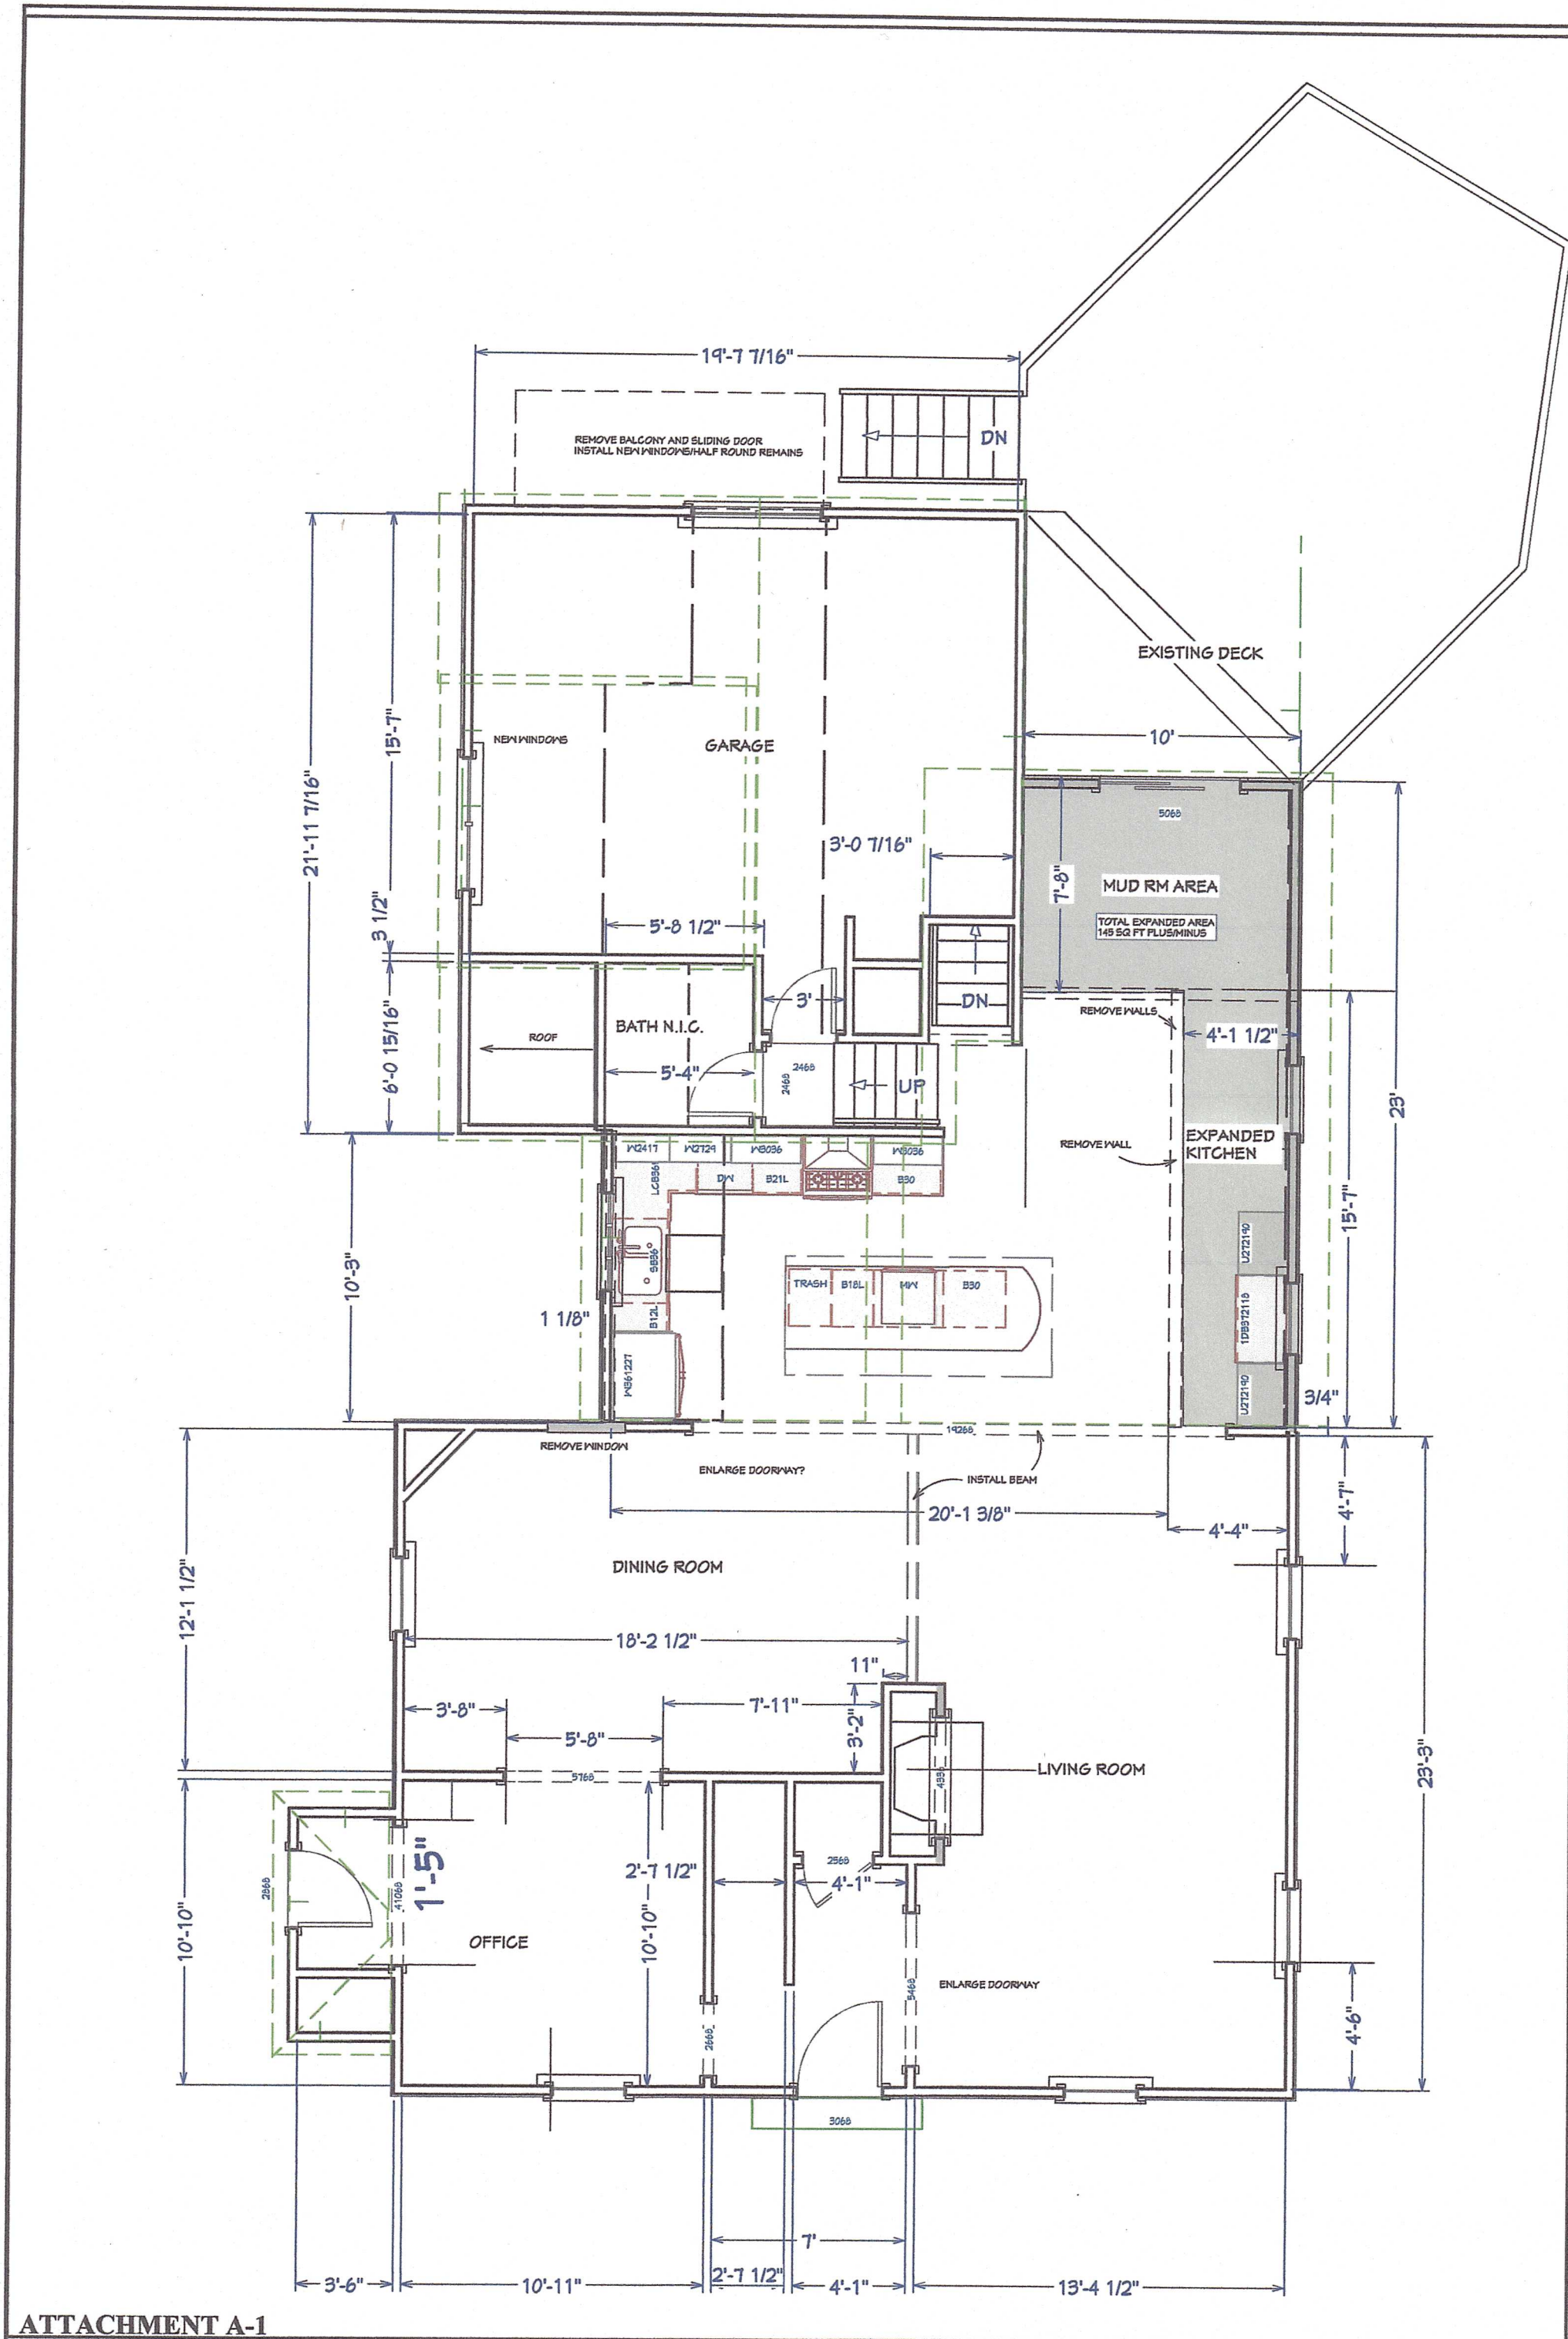 19'-7 7/16"
REMOVE BALCONY AND SLIDING DOOR
INSTALL NEW WINDOWS/HALF ROUND REMAINS
DN
EXISTING DECK
10'
15'-7"
21'-11 7/16"
NEW WINDOWS
GARAGE
5068
3'-0 7/16"
7'-8"
MUD RM AREA
TOTAL EXPANDED AREA
145 SQ FT PLUS/MINUS
3 1/2"
5'-8 1/2"
3'
DN
REMOVE WALLS
4'-1 1/2"
6'-0 15/16"
ROOF
BATH N.I.C.
5'-4"
2468
2468
UP
23'
REMOVE WALL
EXPANDED
KITCHEN
W2417
W2729
W3036
W3036
LCB36
DW
B21L
B30
15'-7"
10'-3"
SB36
U272190
TRASH
B18L
MW
B30
1 1/8"
B12L
1DB372118
W361227
U272190
3/4"
19268
REMOVE WINDOW
ENLARGE DOORWAY?
INSTALL BEAM
20'-1 3/8"
4'-4"
4'-7"
DINING ROOM
12'-1 1/2"
18'-2 1/2"
11"
3'-8"
7'-11"
3'-2"
5'-8"
5768
LIVING ROOM
23'-3"
2868
41068
1'-5"
2'-7 1/2"
2568
4'-1"
10'-10"
OFFICE
10'-10"
5468
ENLARGE DOORWAY
2668
4'-6"
3068
7'
3'-6"
10'-11"
2'-7 1/2"
4'-1"
13'-4 1/2"
ATTACHMENT A-1